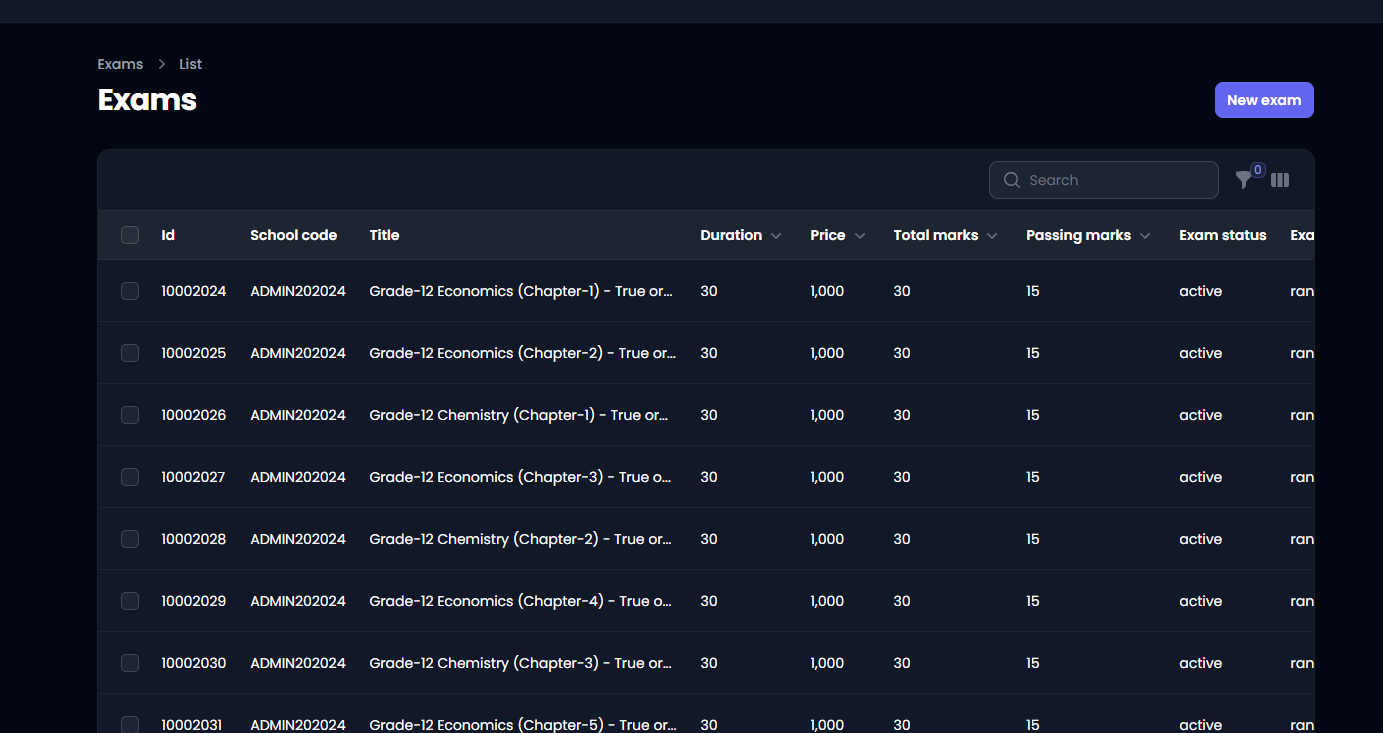 Exams > List
Exams
New exam
Search
0
Id School code Title Duration Price Total marks Passing marks Exam status Exa
10002024 ADMIN202024 Grade-12 Economics (Chapter-1) - True or... 30 1,000 30 15 active ran
10002025 ADMIN202024 Grade-12 Economics (Chapter-2) - True or... 30 1,000 30 15 active ran
10002026 ADMIN202024 Grade-12 Chemistry (Chapter-1) - True or... 30 1,000 30 15 active ran
10002027 ADMIN202024 Grade-12 Economics (Chapter-3) - True o... 30 1,000 30 15 active ran
10002028 ADMIN202024 Grade-12 Chemistry (Chapter-2) - True or... 30 1,000 30 15 active ran
10002029 ADMIN202024 Grade-12 Economics (Chapter-4) - True o... 30 1,000 30 15 active ran
10002030 ADMIN202024 Grade-12 Chemistry (Chapter-3) - True or... 30 1,000 30 15 active ran
10002031 ADMIN202024 Grade-12 Economics (Chapter-5) - True or... 30 1,000 30 15 active ran